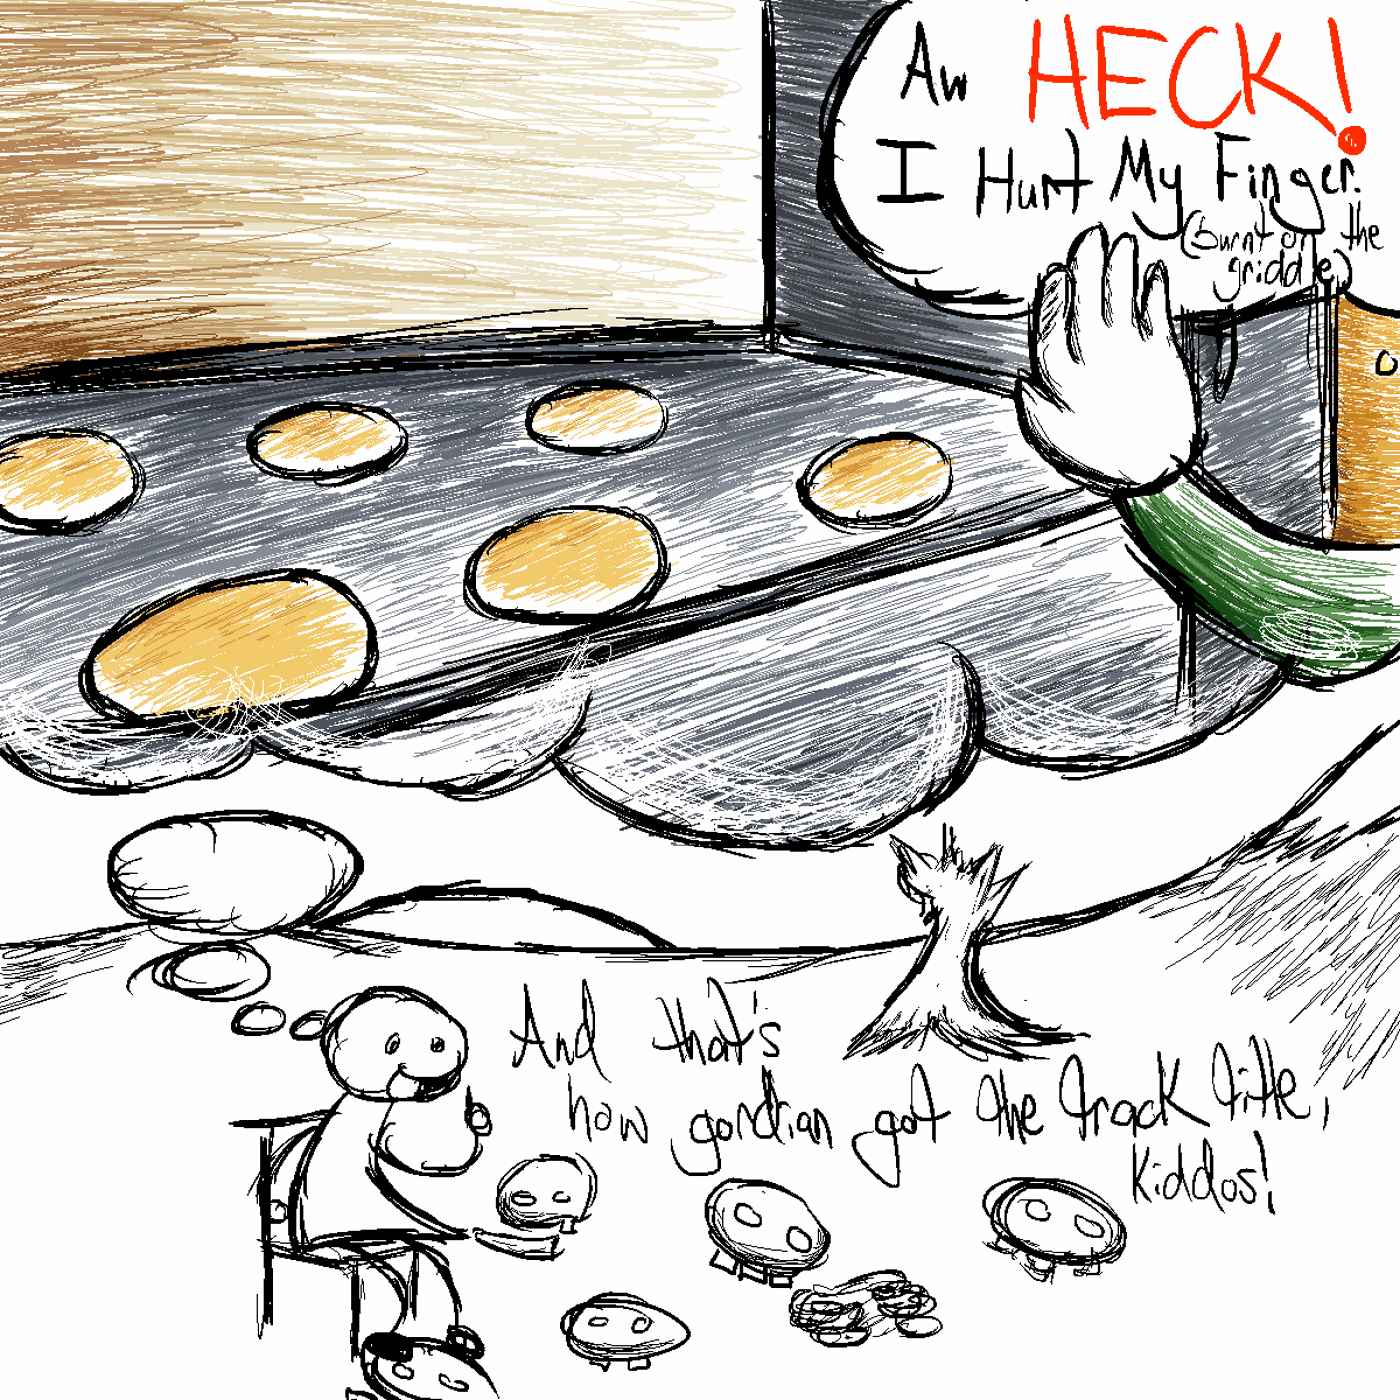 Aw HECK!
I Hurt My Finger.
(burnt on the
griddle)
And that's
how gordian got the track title,
kiddos!